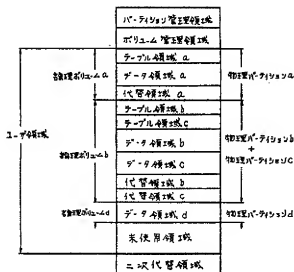 パーティション管理領域
ボリューム管理領域
テーブル領域 a
データ領域 a
代替領域 a
テーブル領域 b
テーブル領域 c
データ領域 b
データ領域 c
代替領域 b
代替領域 c
データ領域 d
未使用領域
二次代替領域
ユーザ領域
論理ボリュームa
論理ボリュームb
論理ボリュームd
物理パーティションa
物理パーティションb
+
物理パーティションc
物理パーティションd